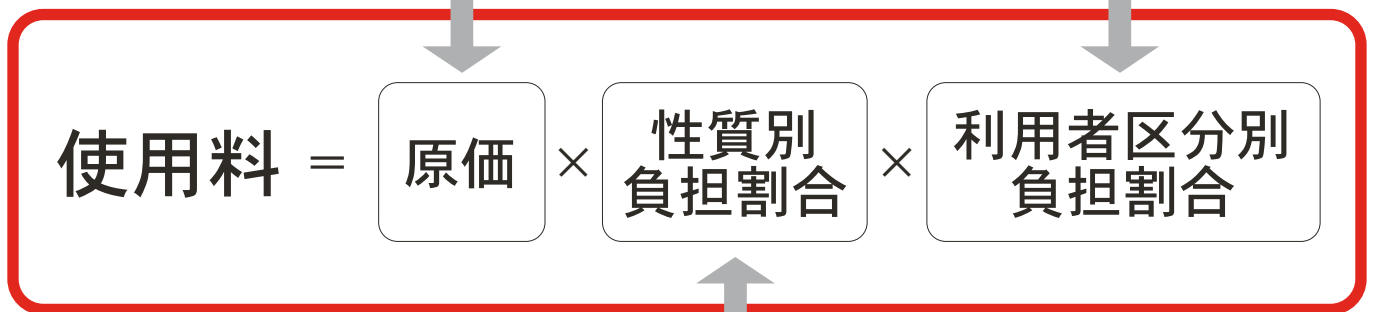 使用料 = 原価 × 性質別負担割合 × 利用者区分別負担割合